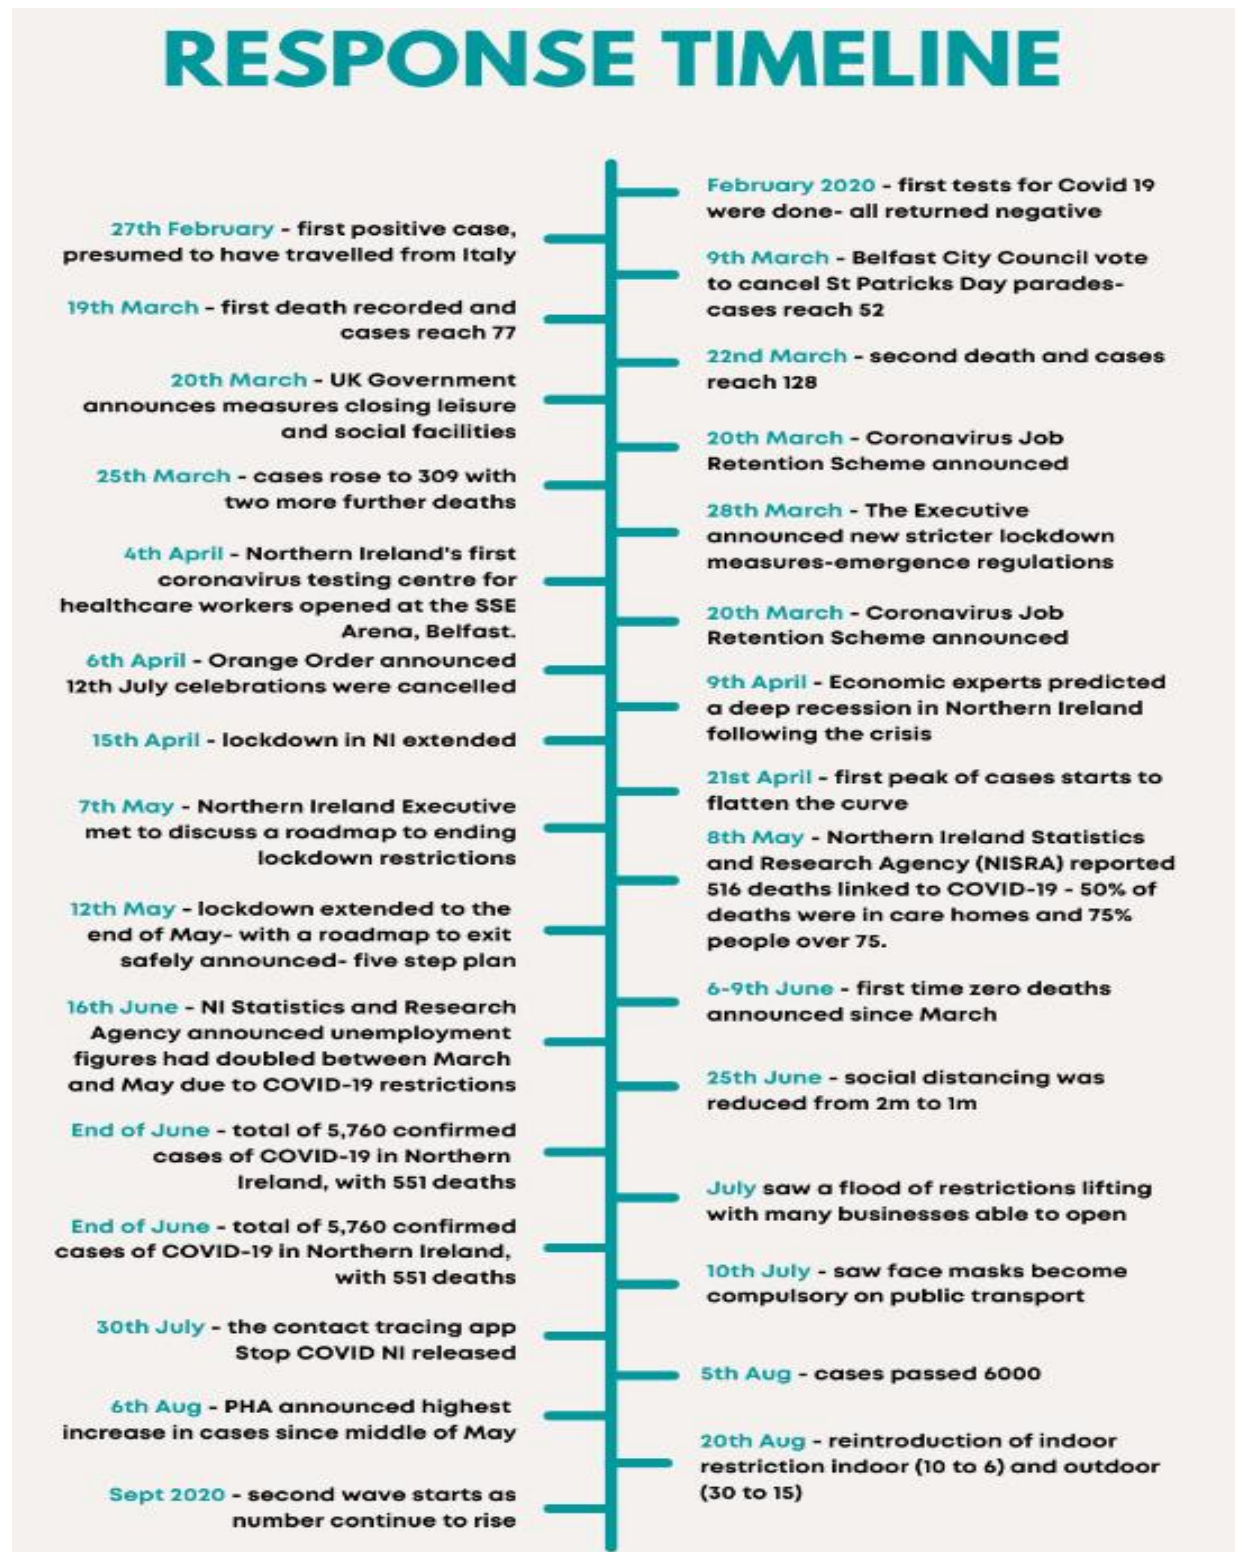 RESPONSE TIMELINE
February 2020 - first tests for Covid 19
were done- all returned negative
27th February - first positive case,
presumed to have travelled from Italy
9th March - Belfast City Council vote
to cancel St Patricks Day parades-
cases reach 52
19th March - first death recorded and
cases reach 77
22nd March - second death and cases
reach 128
20th March - UK Government
announces measures closing leisure
and social facilities
20th March - Coronavirus Job
Retention Scheme announced
25th March - cases rose to 309 with
two more further deaths
28th March - The Executive
announced new stricter lockdown
measures-emergence regulations
4th April - Northern Ireland's first
coronavirus testing centre for
healthcare workers opened at the SSE
Arena, Belfast.
20th March - Coronavirus Job
Retention Scheme announced
6th April - Orange Order announced
12th July celebrations were cancelled
9th April - Economic experts predicted
a deep recession in Northern Ireland
following the crisis
15th April - lockdown in NI extended
21st April - first peak of cases starts to
flatten the curve
7th May - Northern Ireland Executive
met to discuss a roadmap to ending
lockdown restrictions
8th May - Northern Ireland Statistics
and Research Agency (NISRA) reported
516 deaths linked to COVID-19 - 50% of
deaths were in care homes and 75%
people over 75.
12th May - lockdown extended to the
end of May- with a roadmap to exit
safely announced- five step plan
6-9th June - first time zero deaths
announced since March
16th June - NI Statistics and Research
Agency announced unemployment
figures had doubled between March
and May due to COVID-19 restrictions
25th June - social distancing was
reduced from 2m to 1m
End of June - total of 5,760 confirmed
cases of COVID-19 in Northern
Ireland, with 551 deaths
July saw a flood of restrictions lifting
with many businesses able to open
End of June - total of 5,760 confirmed
cases of COVID-19 in Northern Ireland,
with 551 deaths
10th July - saw face masks become
compulsory on public transport
30th July - the contact tracing app
Stop COVID NI released
5th Aug - cases passed 6000
6th Aug - PHA announced highest
increase in cases since middle of May
20th Aug - reintroduction of indoor
restriction indoor (10 to 6) and outdoor
(30 to 15)
Sept 2020 - second wave starts as
number continue to rise